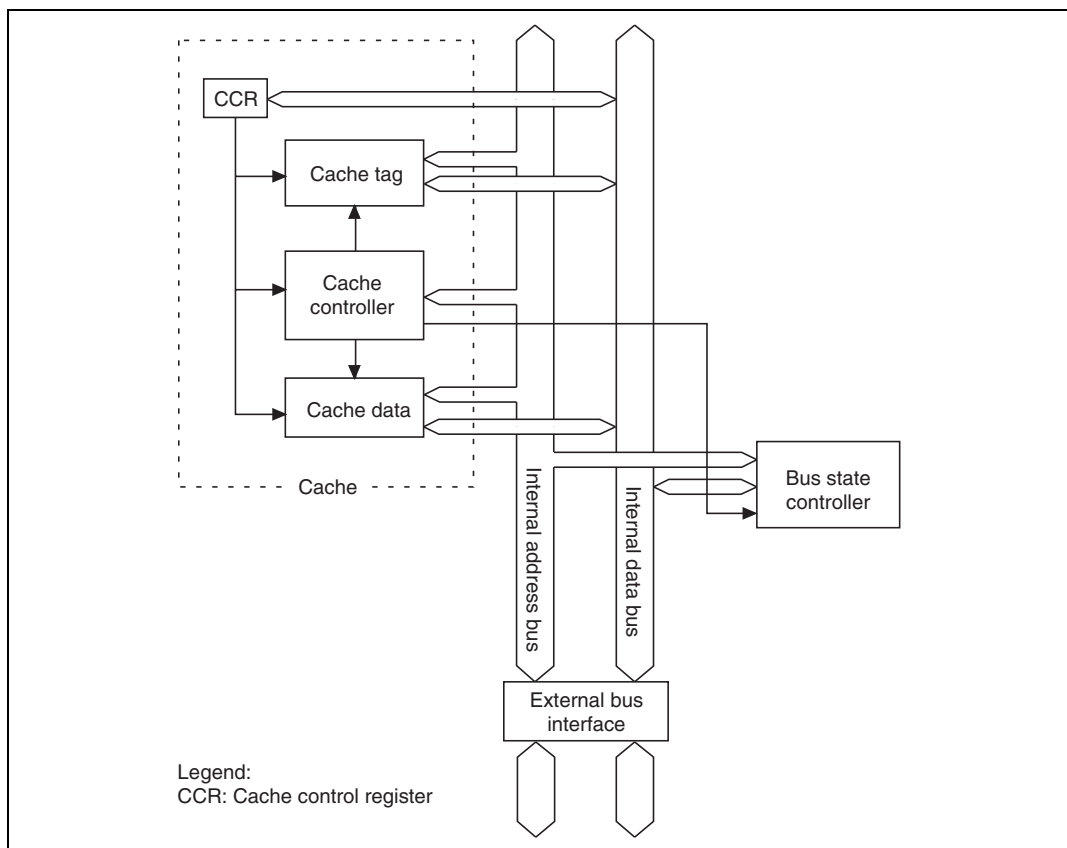 CCR
Cache tag
Cache
controller
Cache data
Cache
Internal address bus
Internal data bus
Bus state
controller
External bus
interface
Legend:
CCR: Cache control register